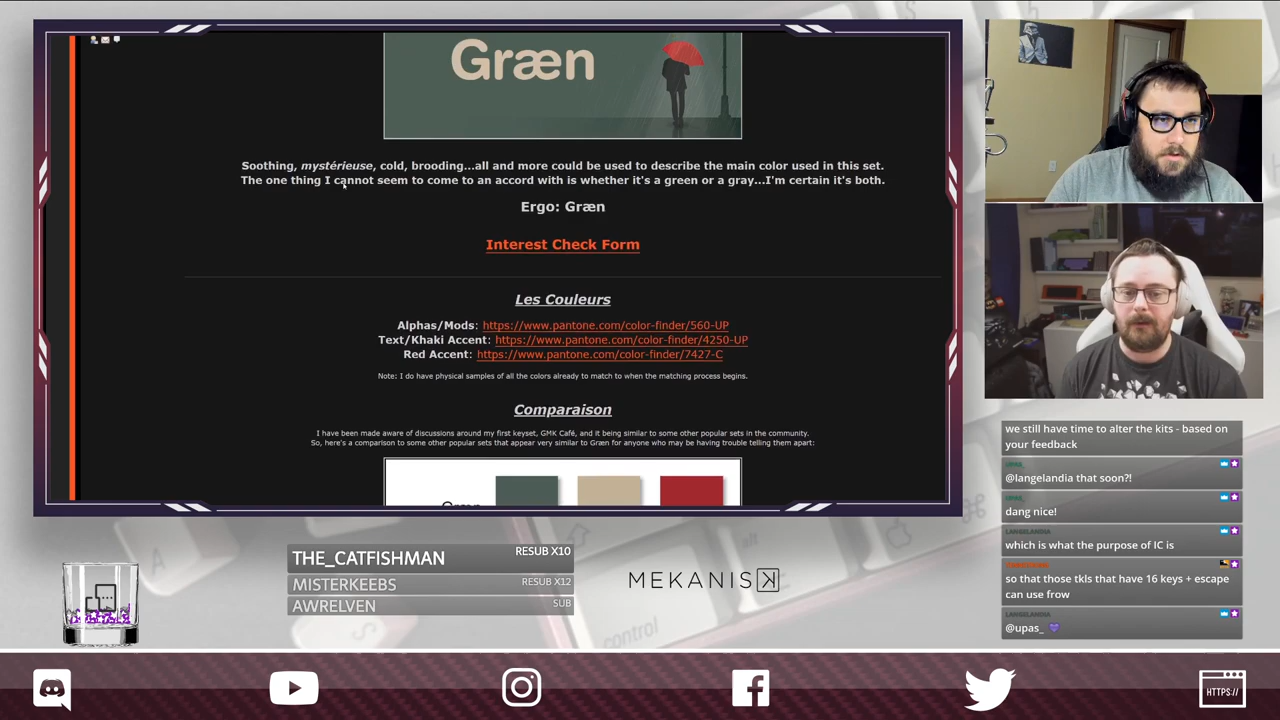 Græn
Soothing, mystérieuse, cold, brooding...all and more could be used to describe the main color used in this set.
The one thing I cannot seem to come to an accord with is whether it's a green or a gray...I'm certain it's both.
Ergo: Græn
Interest Check Form
Les Couleurs
Alphas/Mods: https://www.pantone.com/color-finder/560-UP
Text/Khaki Accent: https://www.pantone.com/color-finder/4250-UP
Red Accent: https://www.pantone.com/color-finder/7427-C
Note: I do have physical samples of all the colors already to match to when the matching process begins.
Comparaison
I have been made aware of discussions around my first keyset, GMK Café, and it being similar to some other popular sets in the community.
So, here's a comparison to some other popular sets that appear very similar to Græn for anyone who may be having trouble telling them apart:
we still have time to alter the kits - based on
your feedback
@langelandia that soon?!
dang nice!
LANGELANDIA
which is what the purpose of IC is
so that those tkls that have 16 keys + escape
can use frow
LANGELANDIA
@upas_
THE_CATFISHMAN RESUB X10
MISTERKEEBS RESUB X12
AWRELVEN SUB
MEKANISK
control
HTTPS://